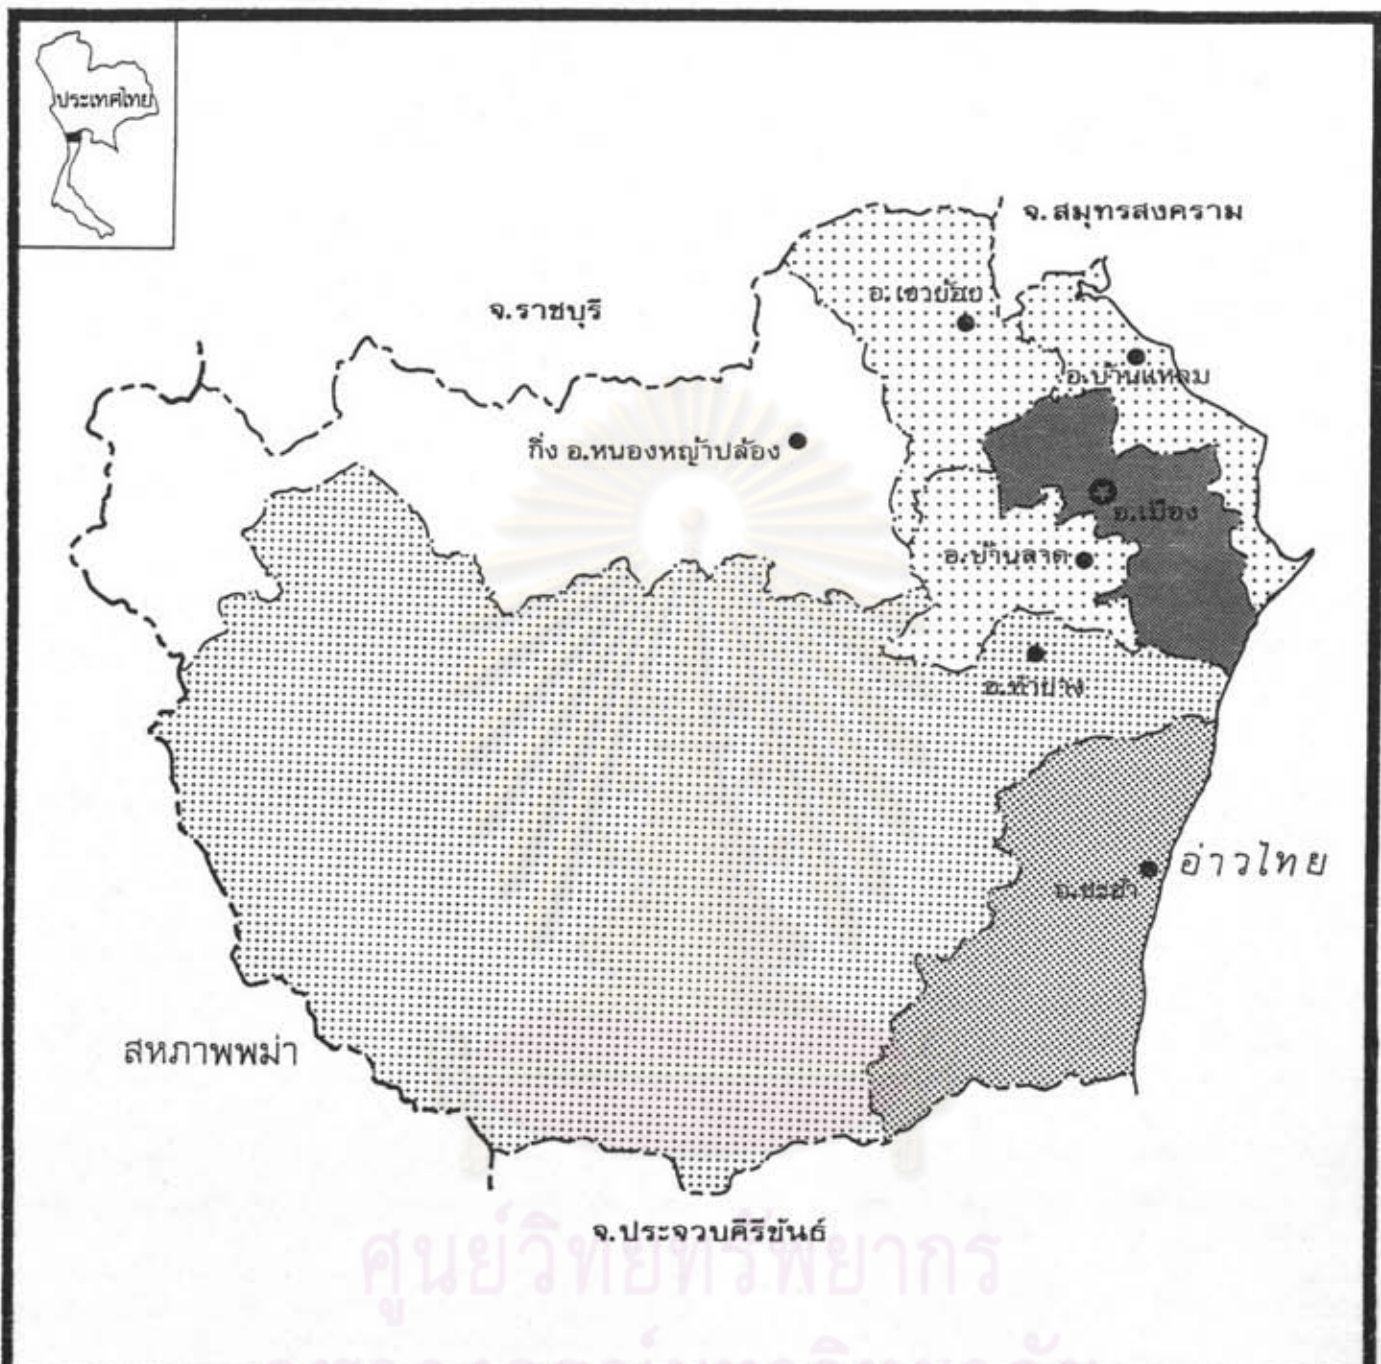 ประเทศไทย
จ.สมุทรสงคราม
อ.เขาย้อย
จ.ราชบุรี
อ.บ้านแหลม
กิ่ง อ.หนองหญ้าปล้อง
อ.เมือง
อ.บ้านลาด
อ.ท่ายาง
อ่าวไทย
อ.ชะอำ
สหภาพพม่า
จ.ประจวบคีรีขันธ์
ศูนย์วิทยทรัพยากร